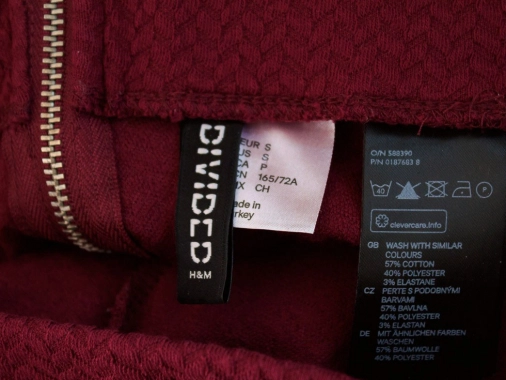 DIVIDED
H&M
EUR S
US S
CA P
CN 165/72A
MX CH
Made in
Turkey
O/N 588390
P/N 0187683 8
40
P
clevercare.info
GB WASH WITH SIMILAR
COLOURS
57% COTTON
40% POLYESTER
3% ELASTANE
CZ PERTE S PODOBNÝMI
BARVAMI
57% BAVLNA
40% POLYESTER
3% ELASTAN
DE MIT ÄHNLICHEN FARBEN
WASCHEN
57% BAUMWOLLE
40% POLYESTER